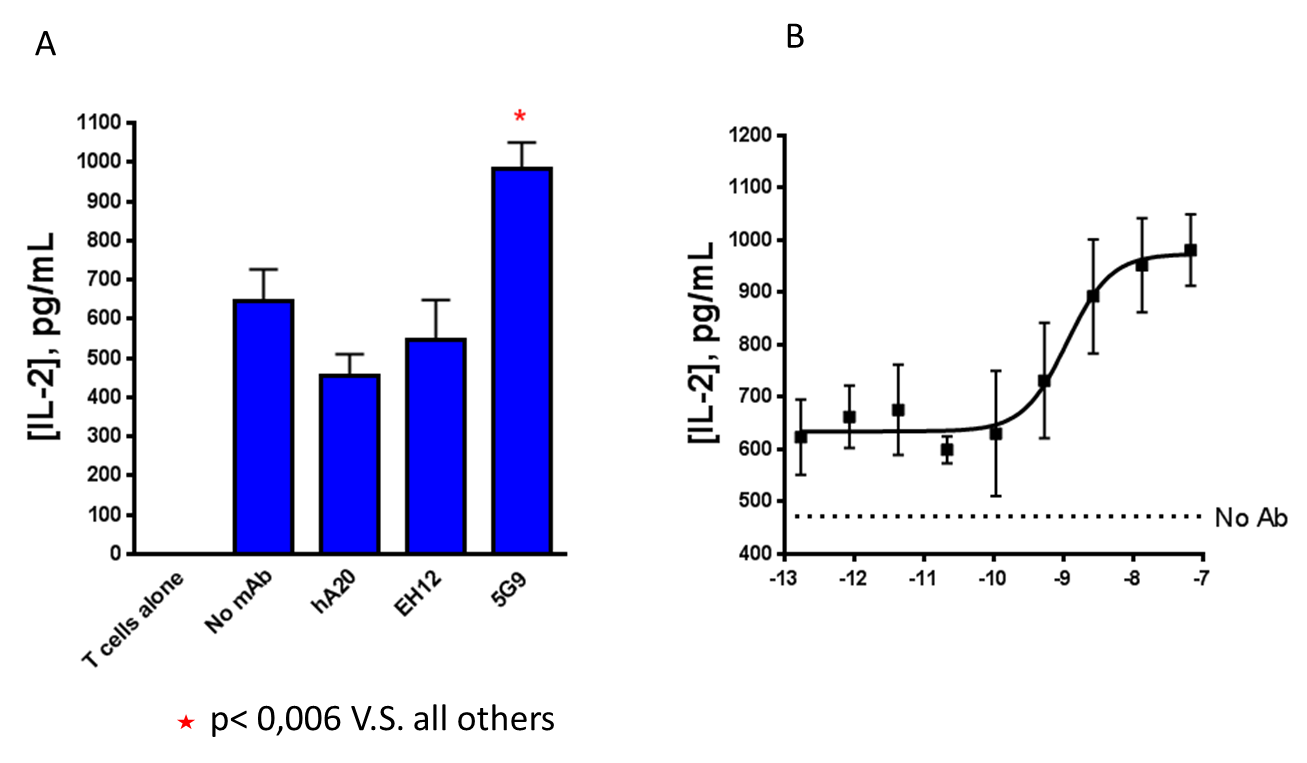 A
B
[IL-2], pg/mL
1100
1000
900
800
700
600
500
400
300
200
100
0
T cells alone
No mAb
hA20
EH12
5G9
*
★ p< 0,006 V.S. all others
[IL-2], pg/mL
1200
1100
1000
900
800
700
600
500
400
No Ab
-13 -12 -11 -10 -9 -8 -7